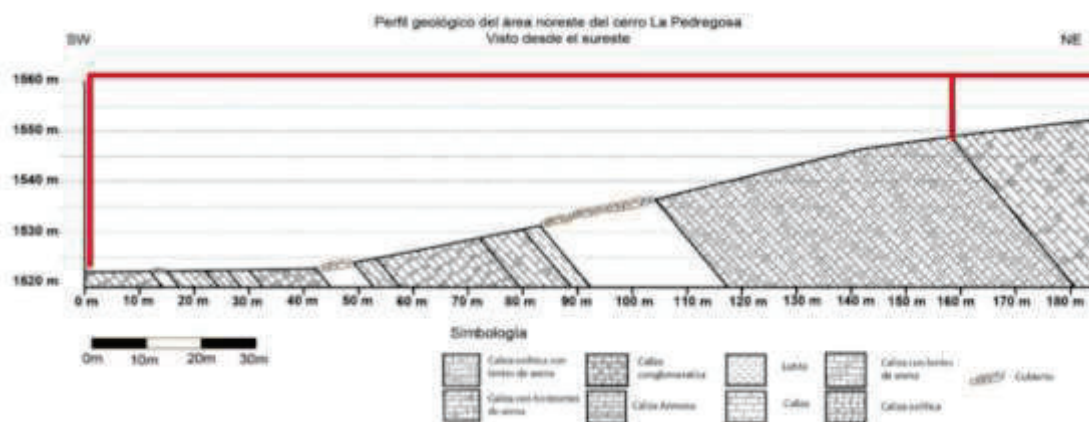 Perfil geológico del área noreste del cerro La Pedregosa
Visto desde el sureste
SW
NE
1560 m
1550 m
1540 m
1530 m
1520 m
0 m 10 m 20 m 30 m 40 m 50 m 60 m 70 m 80 m 90 m 100 m 110 m 120 m 130 m 140 m 150 m 160 m 170 m 180 m
0m 10m 20m 30m
Simbología
Caliza oolítica con
lentes de arena
Caliza
conglomerática
Lutita
Caliza con lentes
de arena
Cubierto
Caliza con horizontes
de arena
Caliza Arenosa
Caliza
Caliza oolítica